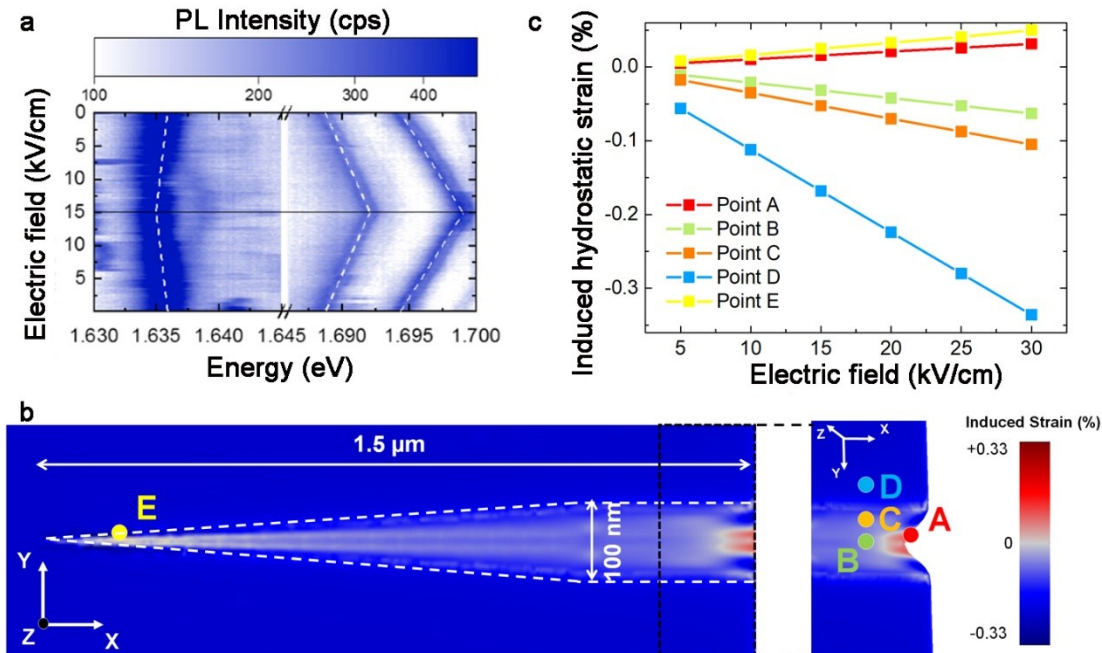 a
PL Intensity (cps)
100 200 300 400
Electric field (kV/cm)
0
5
10
15
10
5
1.630 1.635 1.640 1.645 1.690 1.695 1.700
Energy (eV)
c
Induced hydrostatic strain (%)
0.0
-0.1
-0.2
-0.3
Point A
Point B
Point C
Point D
Point E
5 10 15 20 25 30
Electric field (kV/cm)
b
1.5 μm
E
100 nm
Y
Z
X
Z
X
Y
D
C
A
B
Induced Strain (%)
+0.33
0
-0.33